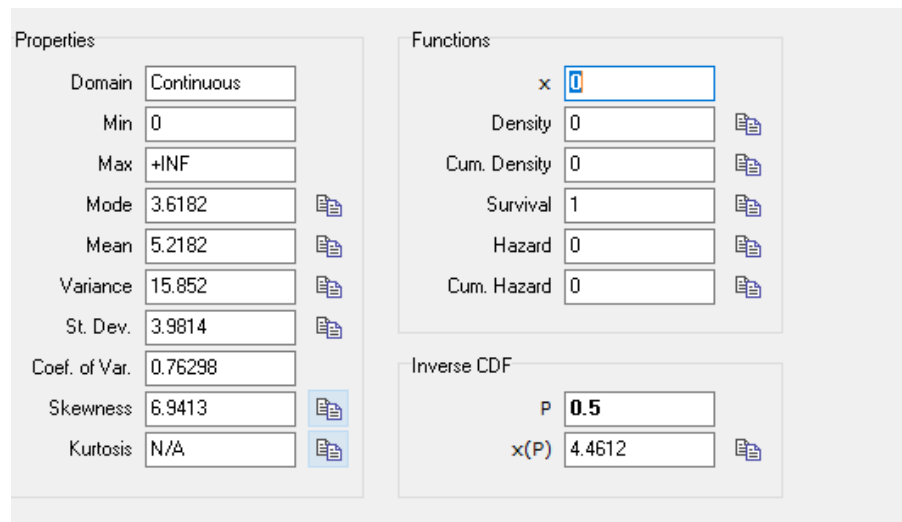 Properties
Domain Continuous
Min 0
Max +INF
Mode 3.6182
Mean 5.2182
Variance 15.852
St. Dev. 3.9814
Coef. of Var. 0.76298
Skewness 6.9413
Kurtosis N/A
Functions
x 0
Density 0
Cum. Density 0
Survival 1
Hazard 0
Cum. Hazard 0
Inverse CDF
P 0.5
x(P) 4.4612